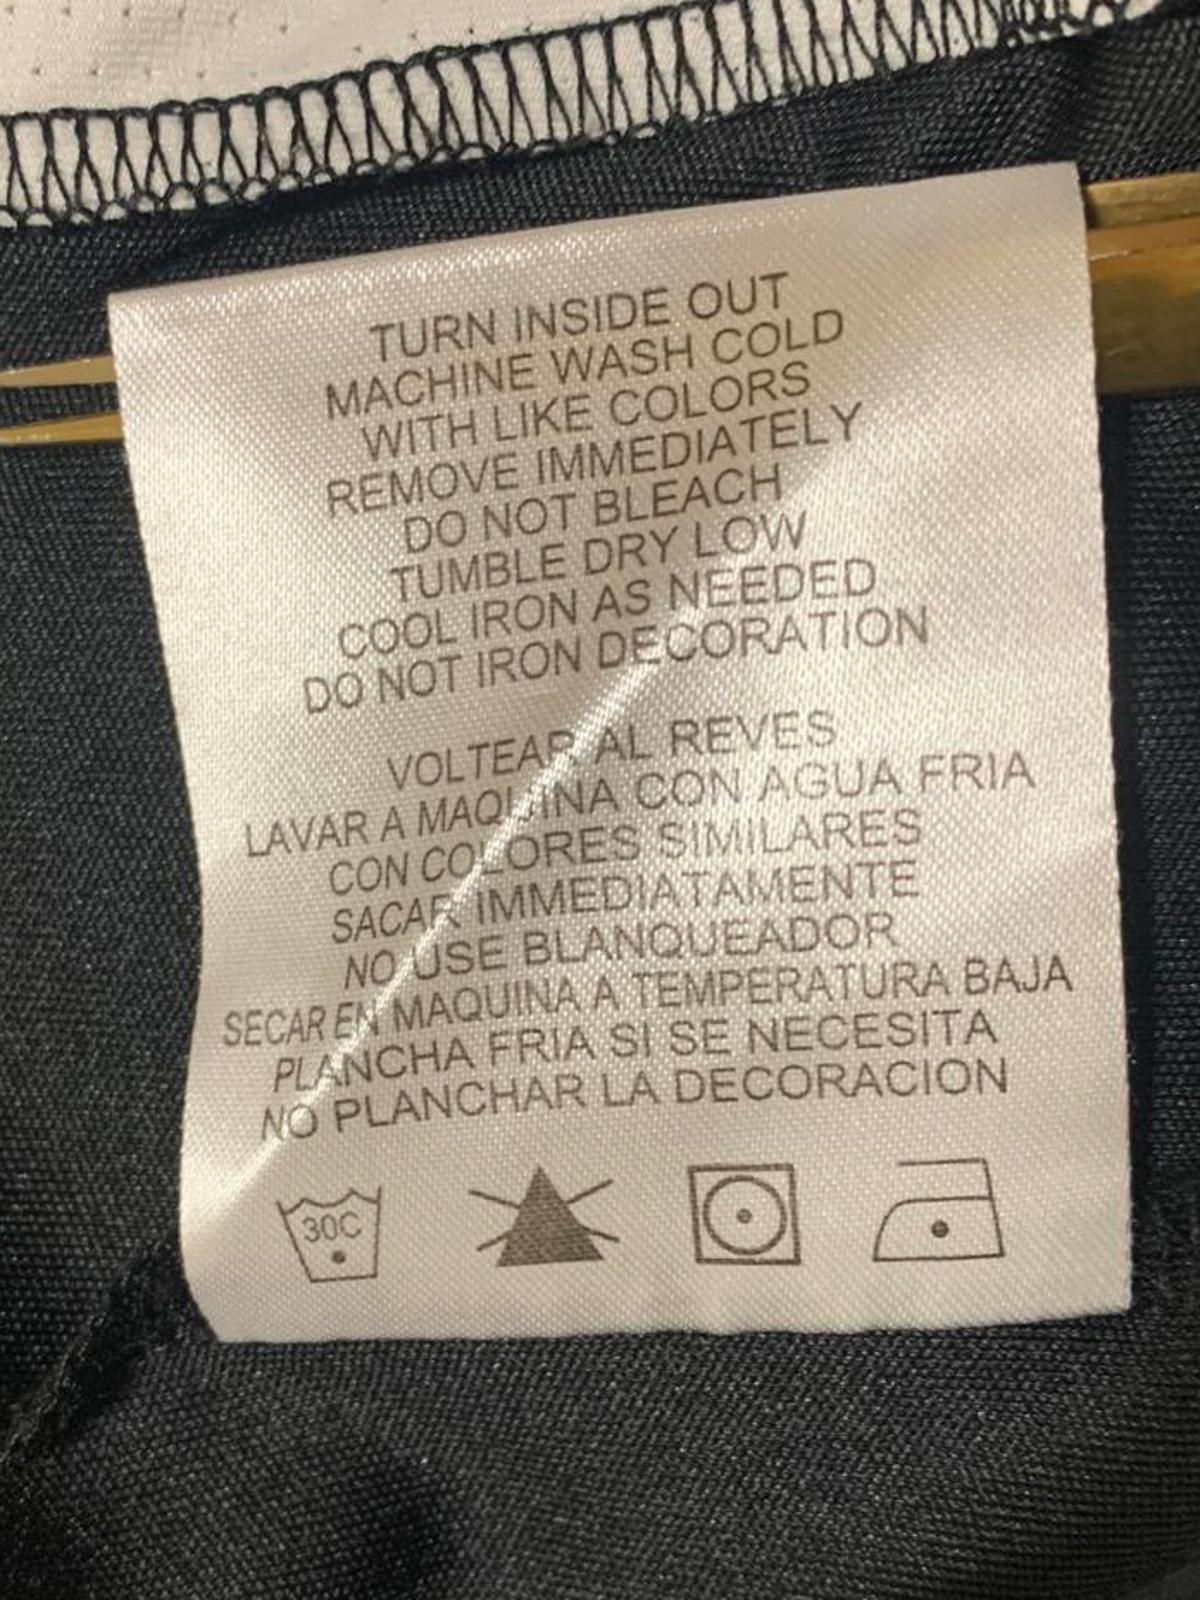 TURN INSIDE OUT
MACHINE WASH COLD
WITH LIKE COLORS
REMOVE IMMEDIATELY
DO NOT BLEACH
TUMBLE DRY LOW
COOL IRON AS NEEDED
DO NOT IRON DECORATION
VOLTEAR AL REVES
LAVAR A MAQUINA CON AGUA FRIA
CON COLORES SIMILARES
SACAR IMMEDIATAMENTE
NO USE BLANQUEADOR
SECAR EN MAQUINA A TEMPERATURA BAJA
PLANCHA FRIA SI SE NECESITA
NO PLANCHAR LA DECORACION
30C